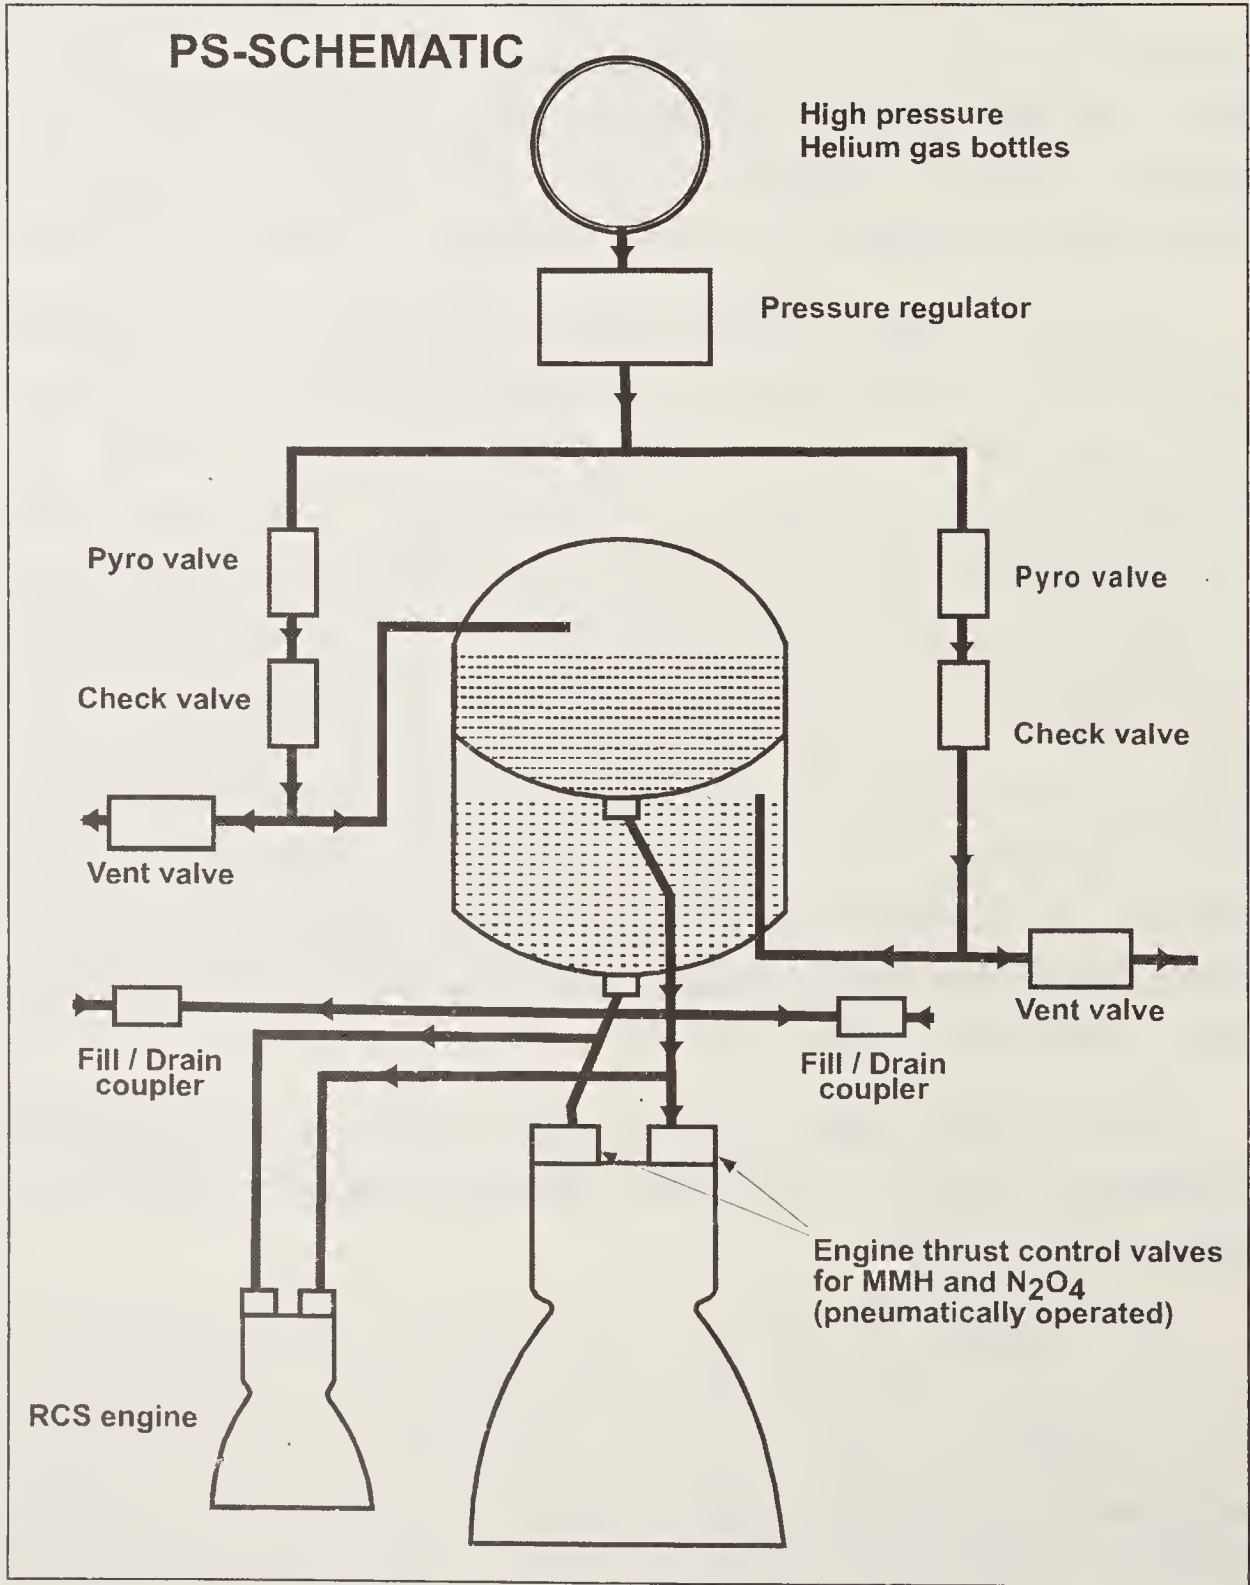 PS-SCHEMATIC
High pressure
Helium gas bottles
Pressure regulator
Pyro valve
Pyro valve
Check valve
Check valve
Vent valve
Vent valve
Fill / Drain
coupler
Fill / Drain
coupler
Engine thrust control valves
for MMH and N₂O₄
(pneumatically operated)
RCS engine